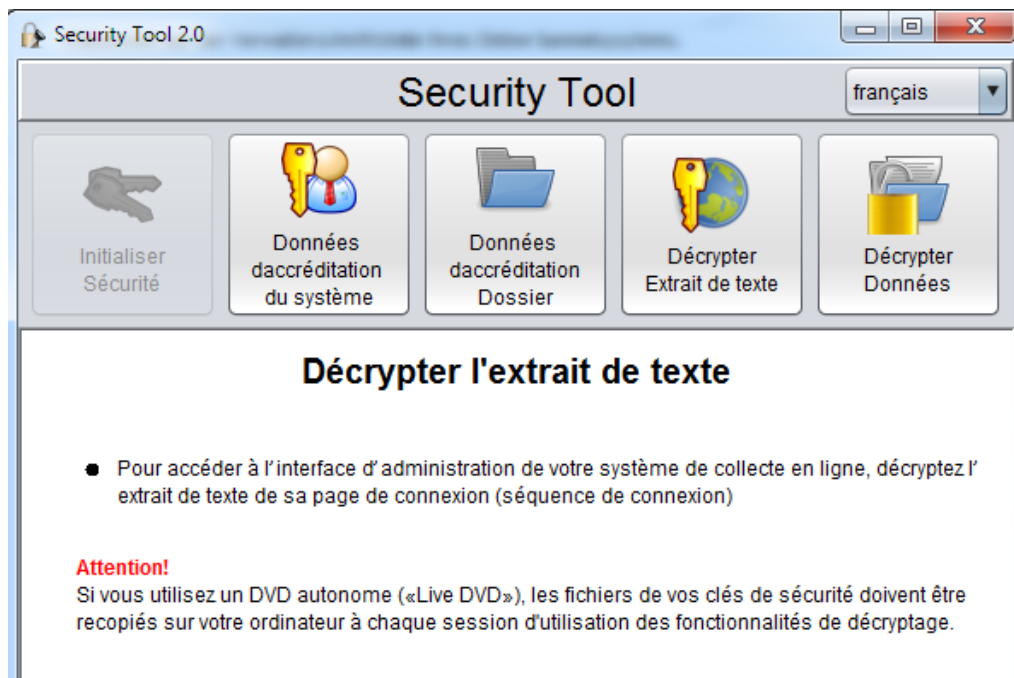 Security Tool 2.0
Security Tool
français
Initialiser
Sécurité
Données
daccréditation
du système
Données
daccréditation
Dossier
Décrypter
Extrait de texte
Décrypter
Données
Décrypter l'extrait de texte
Pour accéder à l’interface d’administration de votre système de collecte en ligne, décryptez l’
extrait de texte de sa page de connexion (séquence de connexion)
Attention!
Si vous utilisez un DVD autonome («Live DVD»), les fichiers de vos clés de sécurité doivent être
recopiés sur votre ordinateur à chaque session d'utilisation des fonctionnalités de décryptage.